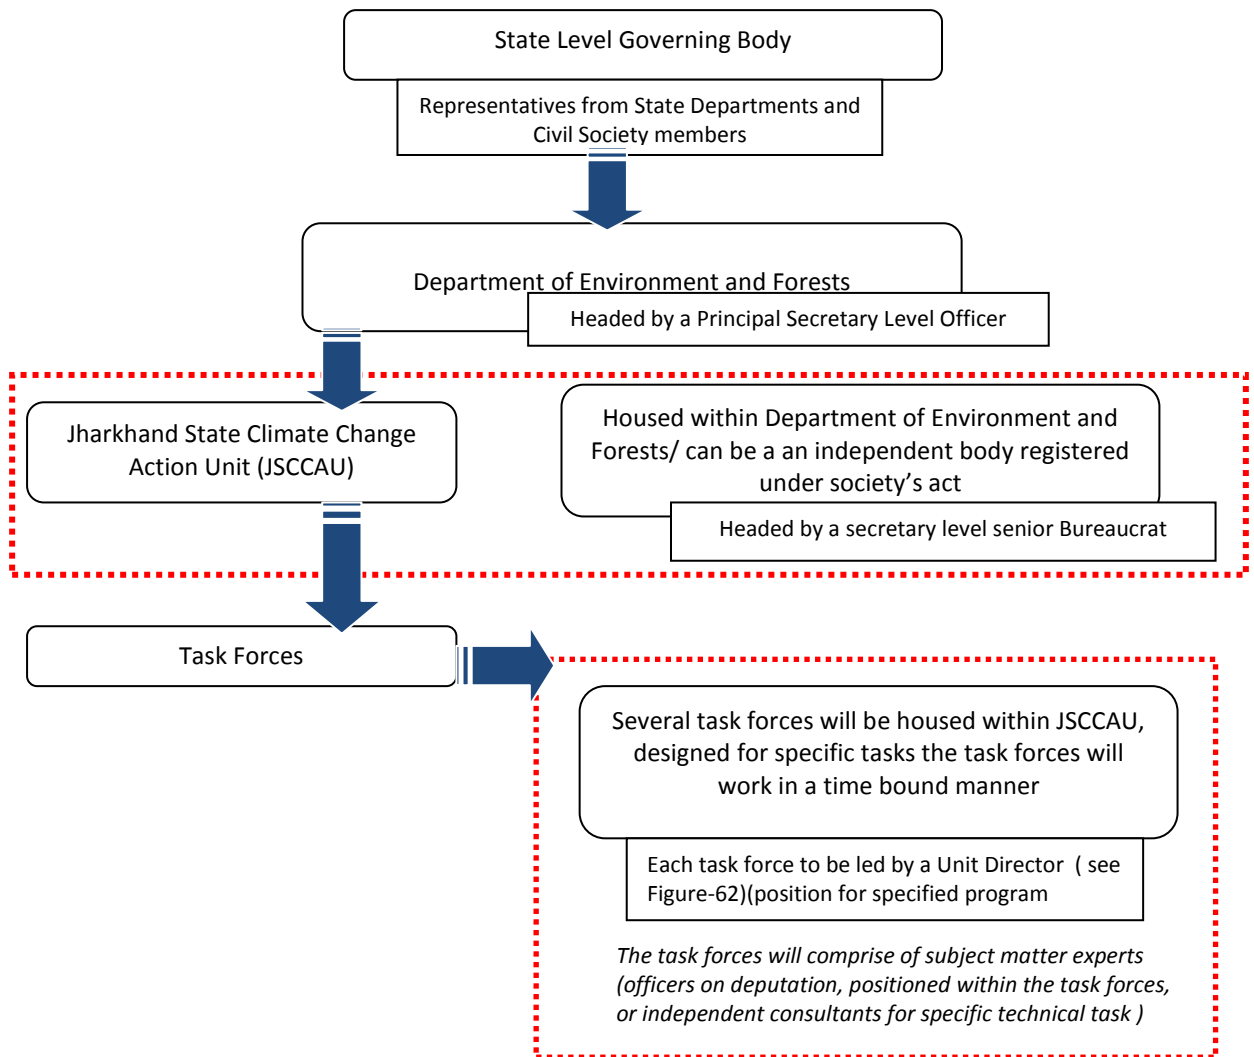 State Level Governing Body
Representatives from State Departments and
Civil Society members
Department of Environment and Forests
Headed by a Principal Secretary Level Officer
Jharkhand State Climate Change
Action Unit (JSCCAU)
Housed within Department of Environment and
Forests/ can be a an independent body registered
under society’s act
Headed by a secretary level senior Bureaucrat
Task Forces
Several task forces will be housed within JSCCAU,
designed for specific tasks the task forces will
work in a time bound manner
Each task force to be led by a Unit Director ( see
Figure-62)(position for specified program
The task forces will comprise of subject matter experts
(officers on deputation, positioned within the task forces,
or independent consultants for specific technical task )